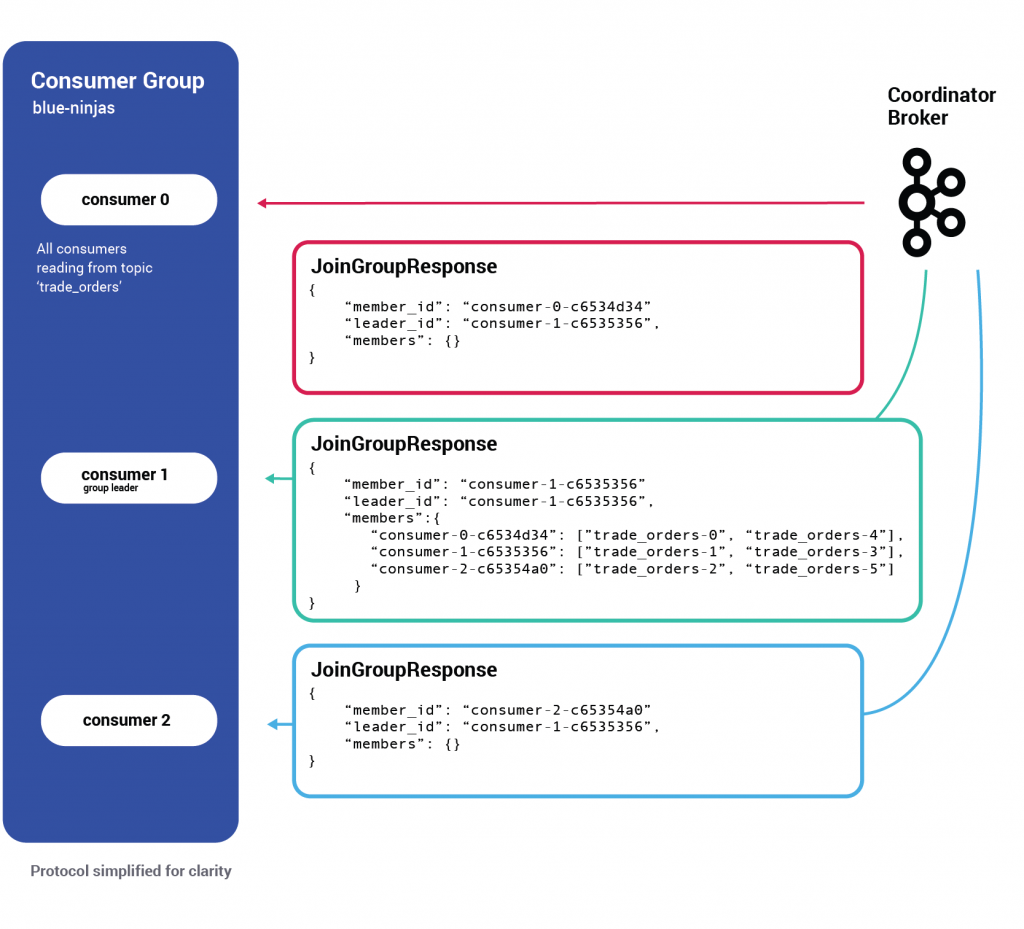 Consumer Group
blue-ninjas
Coordinator
Broker
consumer 0
All consumers
reading from topic
‘trade_orders’
JoinGroupResponse
{
“member_id”: “consumer-0-c6534d34”
“leader_id”: “consumer-1-c6535356”,
“members”: {}
}
consumer 1
group leader
JoinGroupResponse
{
“member_id”: “consumer-1-c6535356”
“leader_id”: “consumer-1-c6535356”,
“members”:{
“consumer-0-c6534d34”: [”trade_orders-0”, “trade_orders-4”],
“consumer-1-c6535356”: [”trade_orders-1”, “trade_orders-3”],
“consumer-2-c65354a0”: [”trade_orders-2”, “trade_orders-5”]
}
}
consumer 2
JoinGroupResponse
{
“member_id”: “consumer-2-c65354a0”
“leader_id”: “consumer-1-c6535356”,
“members”: {}
}
Protocol simplified for clarity